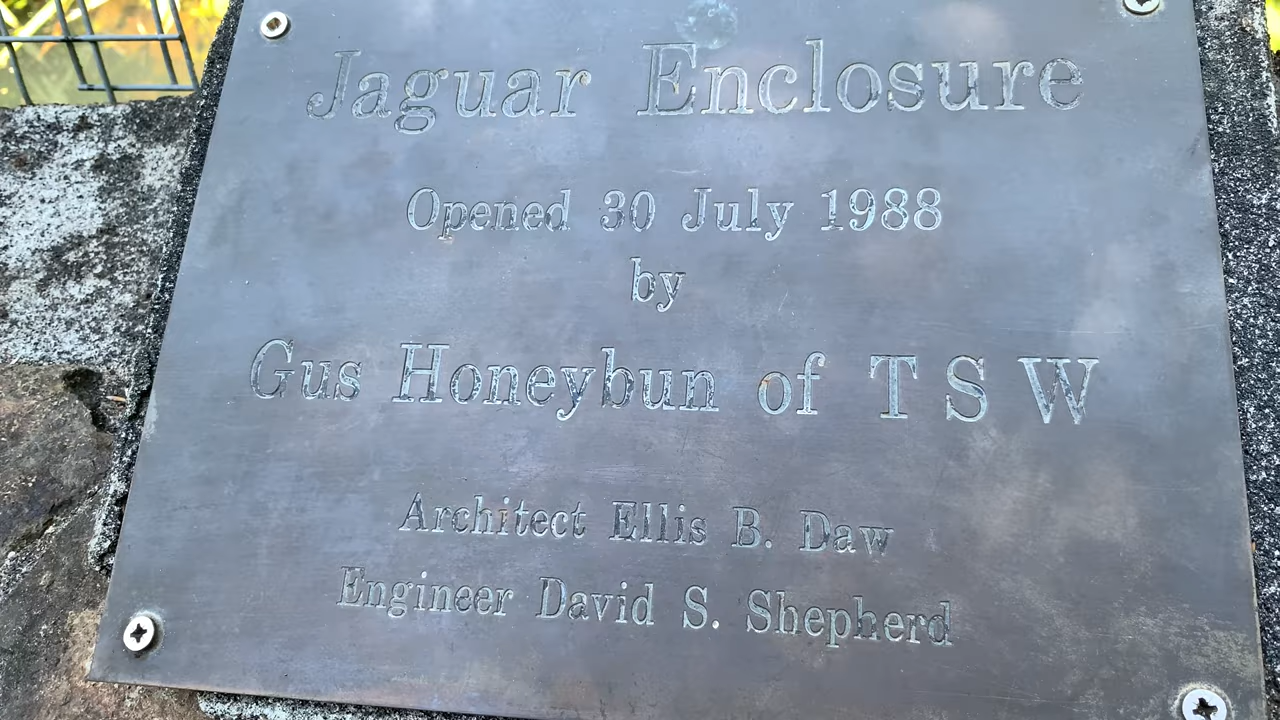 Jaguar Enclosure
Opened 30 July 1988
by
Gus Honeybun of T S W
Architect Ellis B. Daw
Engineer David S. Shepherd